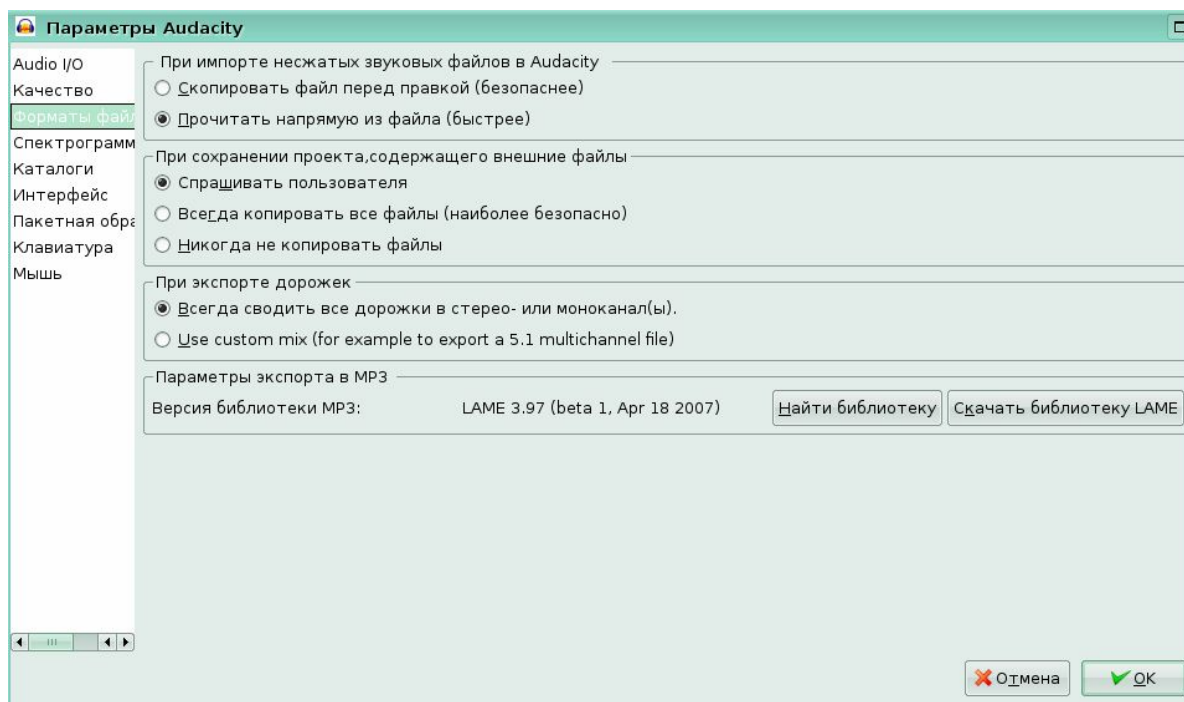 Параметры Audacity
Audio I/O
Качество
Форматы файл
Спектрограмм
Каталоги
Интерфейс
Пакетная обра
Клавиатура
Мышь
При импорте несжатых звуковых файлов в Audacity
Скопировать файл перед правкой (безопаснее)
Прочитать напрямую из файла (быстрее)
При сохранении проекта,содержащего внешние файлы
Спрашивать пользователя
Всегда копировать все файлы (наиболее безопасно)
Никогда не копировать файлы
При экспорте дорожек
Всегда сводить все дорожки в стерео- или моноканал(ы).
Use custom mix (for example to export a 5.1 multichannel file)
Параметры экспорта в MP3
Версия библиотеки MP3: LAME 3.97 (beta 1, Apr 18 2007) Найти библиотеку Скачать библиотеку LAME
Отмена OK